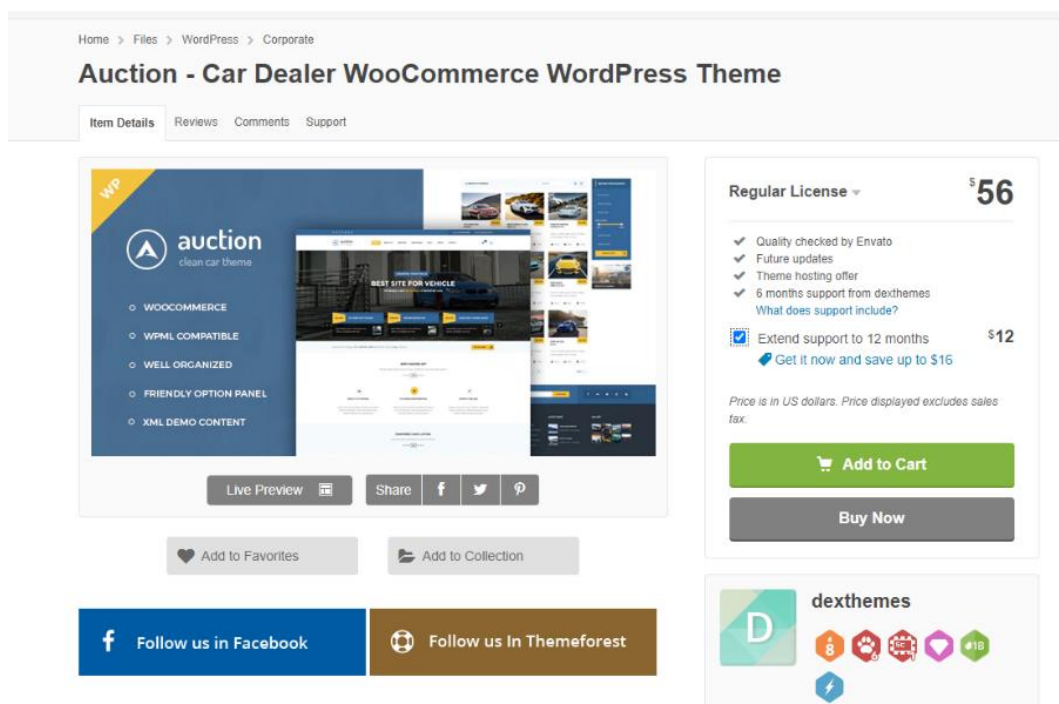 Home > Files > WordPress > Corporate
Auction - Car Dealer WooCommerce WordPress Theme
Item Details Reviews Comments Support
WP
auction
clean car theme
WOOCOMMERCE
WPML COMPATIBLE
WELL ORGANIZED
FRIENDLY OPTION PANEL
XML DEMO CONTENT
auction
BEST SITE FOR VEHICLE
Live Preview
Share
Add to Favorites
Add to Collection
Follow us in Facebook
Follow us In Themeforest
Regular License
$56
Quality checked by Envato
Future updates
Theme hosting offer
6 months support from dexthemes
What does support include?
Extend support to 12 months $12
Get it now and save up to $16
Price is in US dollars. Price displayed excludes sales
tax.
Add to Cart
Buy Now
D
dexthemes
8